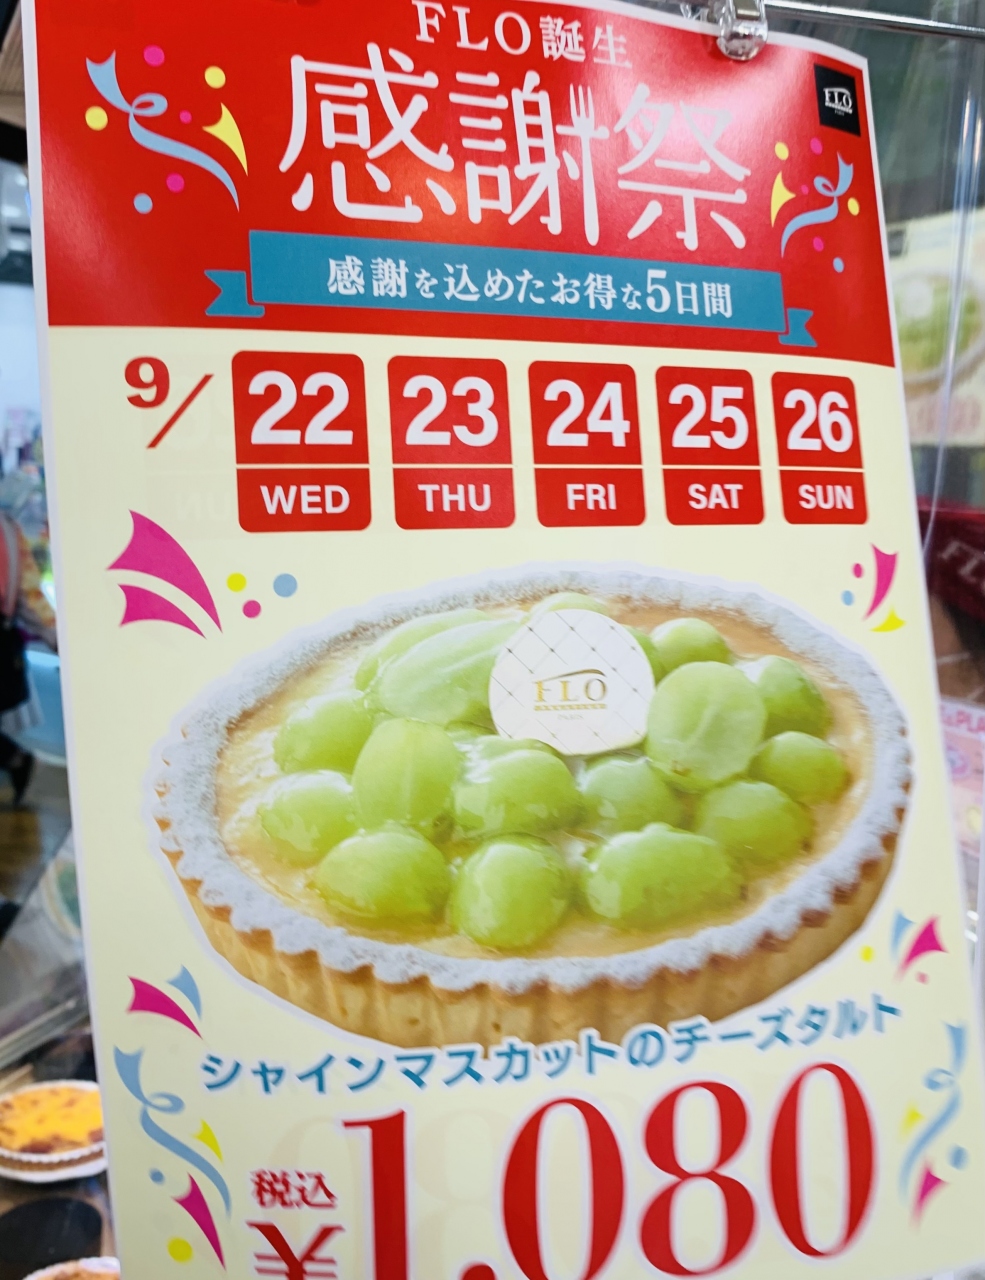 FLO誕生
感謝祭
FLO
感謝を込めたお得な5日間
9/
22 23 24 25 26
WED THU FRI SAT SUN
FLO
PARIS
シャインマスカットのチーズタルト
税込
¥1,080